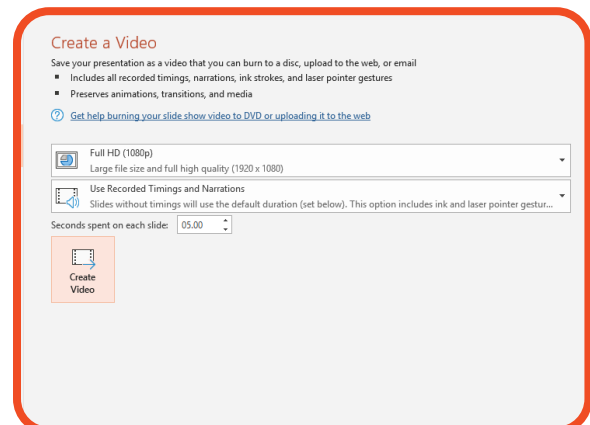 Create a Video
Save your presentation as a video that you can burn to a disc, upload to the web, or email
▪ Includes all recorded timings, narrations, ink strokes, and laser pointer gestures
▪ Preserves animations, transitions, and media
Get help burning your slide show video to DVD or uploading it to the web
Full HD (1080p)
Large file size and full high quality (1920 x 1080)
Use Recorded Timings and Narrations
Slides without timings will use the default duration (set below). This option includes ink and laser pointer gestur...
Seconds spent on each slide: 05.00
Create
Video